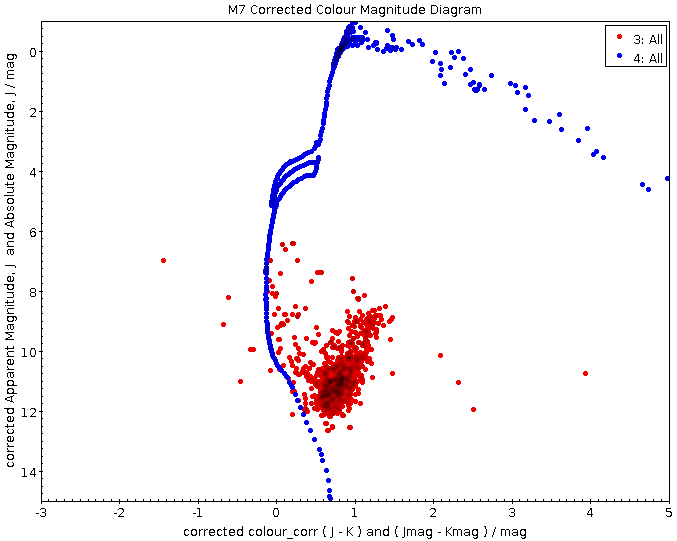 M7 Corrected Colour Magnitude Diagram
corrected Apparent Magnitude, J  and Absolute Magnitude, J / mag
0
2
4
6
8
10
12
14
3: All
4: All
-3 -2 -1 0 1 2 3 4 5
corrected colour_corr ( J - K ) and ( Jmag - Kmag ) / mag